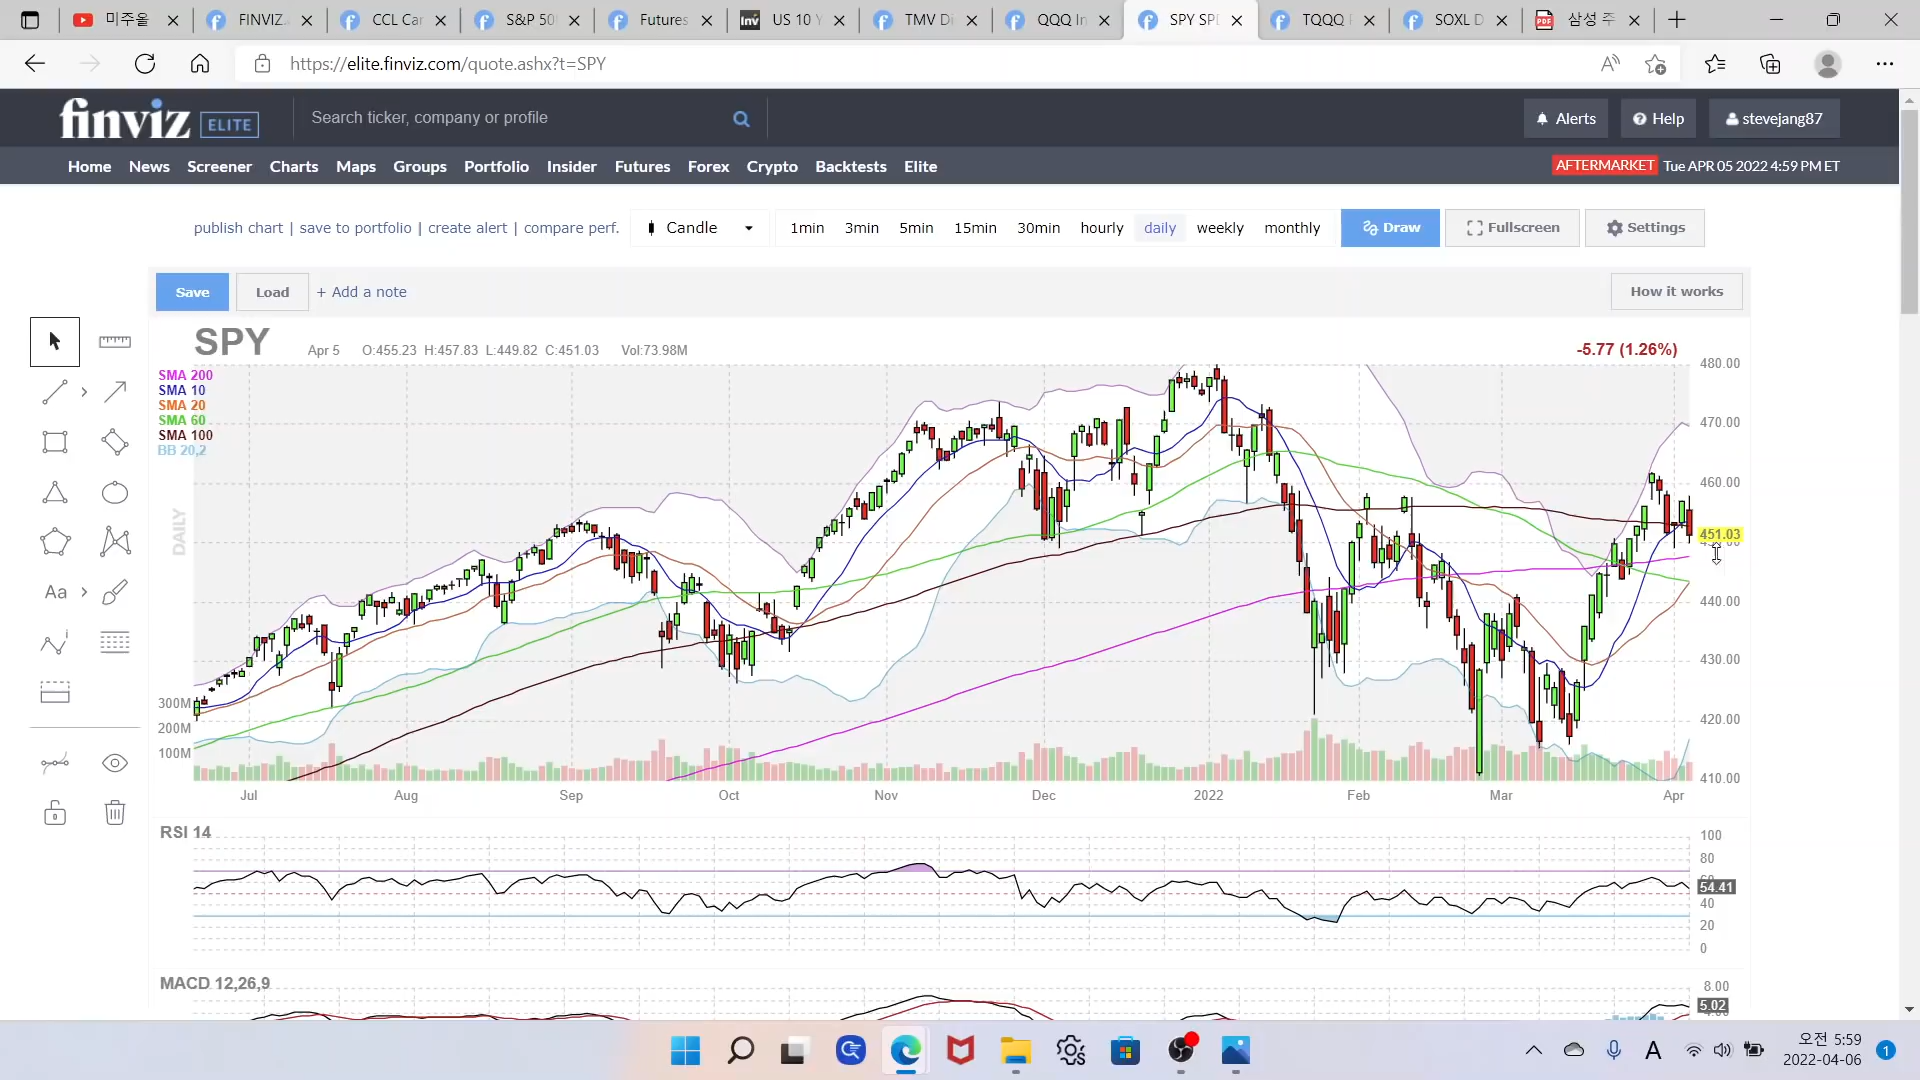 미주올
FINVIZ.
CCL Car
S&P 50
Futures
Inv
US 10 Y
TMV Di
QQQ In
SPY SPI
TQQQ
SOXL D
PDF
삼성 주
https://elite.finviz.com/quote.ashx?t=SPY
finviz ELITE
Search ticker, company or profile
Alerts
Help
stevejang87
Home News Screener Charts Maps Groups Portfolio Insider Futures Forex Crypto Backtests Elite
AFTERMARKET Tue APR 05 2022 4:59 PM ET
publish chart | save to portfolio | create alert | compare perf.
Candle
1min 3min 5min 15min 30min hourly daily weekly monthly
Draw
Fullscreen
Settings
Save
Load
+ Add a note
How it works
SPY
Apr 5 O:455.23 H:457.83 L:449.82 C:451.03 Vol:73.98M
-5.77 (1.26%)
SMA 200
SMA 10
SMA 20
SMA 60
SMA 100
BB 20,2
DAILY
480.00
470.00
460.00
451.03
440.00
430.00
420.00
410.00
300M
200M
100M
Aa
Jul Aug Sep Oct Nov Dec 2022 Feb Mar Apr
RSI 14
100
80
54.41
40
20
0
MACD 12,26,9
8.00
5.02
A
오전 5:59
2022-04-06
1